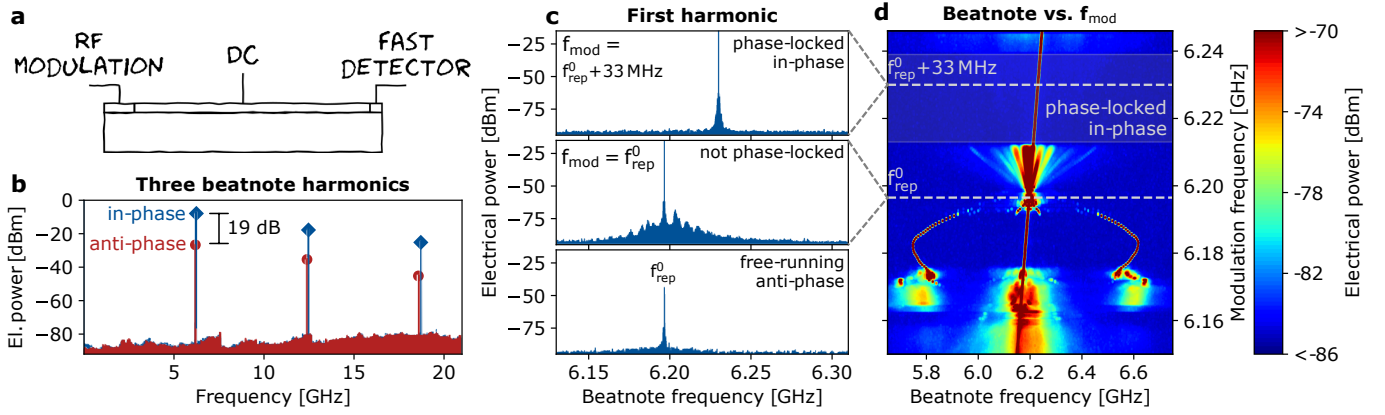 a
RF
MODULATION
DC
FAST
DETECTOR
b
Three beatnote harmonics
El. power [dBm]
0
−20
−40
−60
−80
in-phase
anti-phase
19 dB
5
10
15
20
Frequency [GHz]
c
First harmonic
Electrical power [dBm]
−25
−75
f_mod =
f⁰_rep+33 MHz
phase-locked
in-phase
−25
−75
f_mod = f⁰_rep
not phase-locked
−25
−75
f⁰_rep
free-running
anti-phase
6.15
6.20
6.25
6.30
Beatnote frequency [GHz]
d
Beatnote vs. f_mod
f⁰_rep+33 MHz
phase-locked
in-phase
f⁰_rep
5.8
6.0
6.2
6.4
6.6
Beatnote frequency [GHz]
6.24
6.22
6.20
6.18
6.16
Modulation frequency [GHz]
>-70
-74
-78
-82
<-86
Electrical power [dBm]